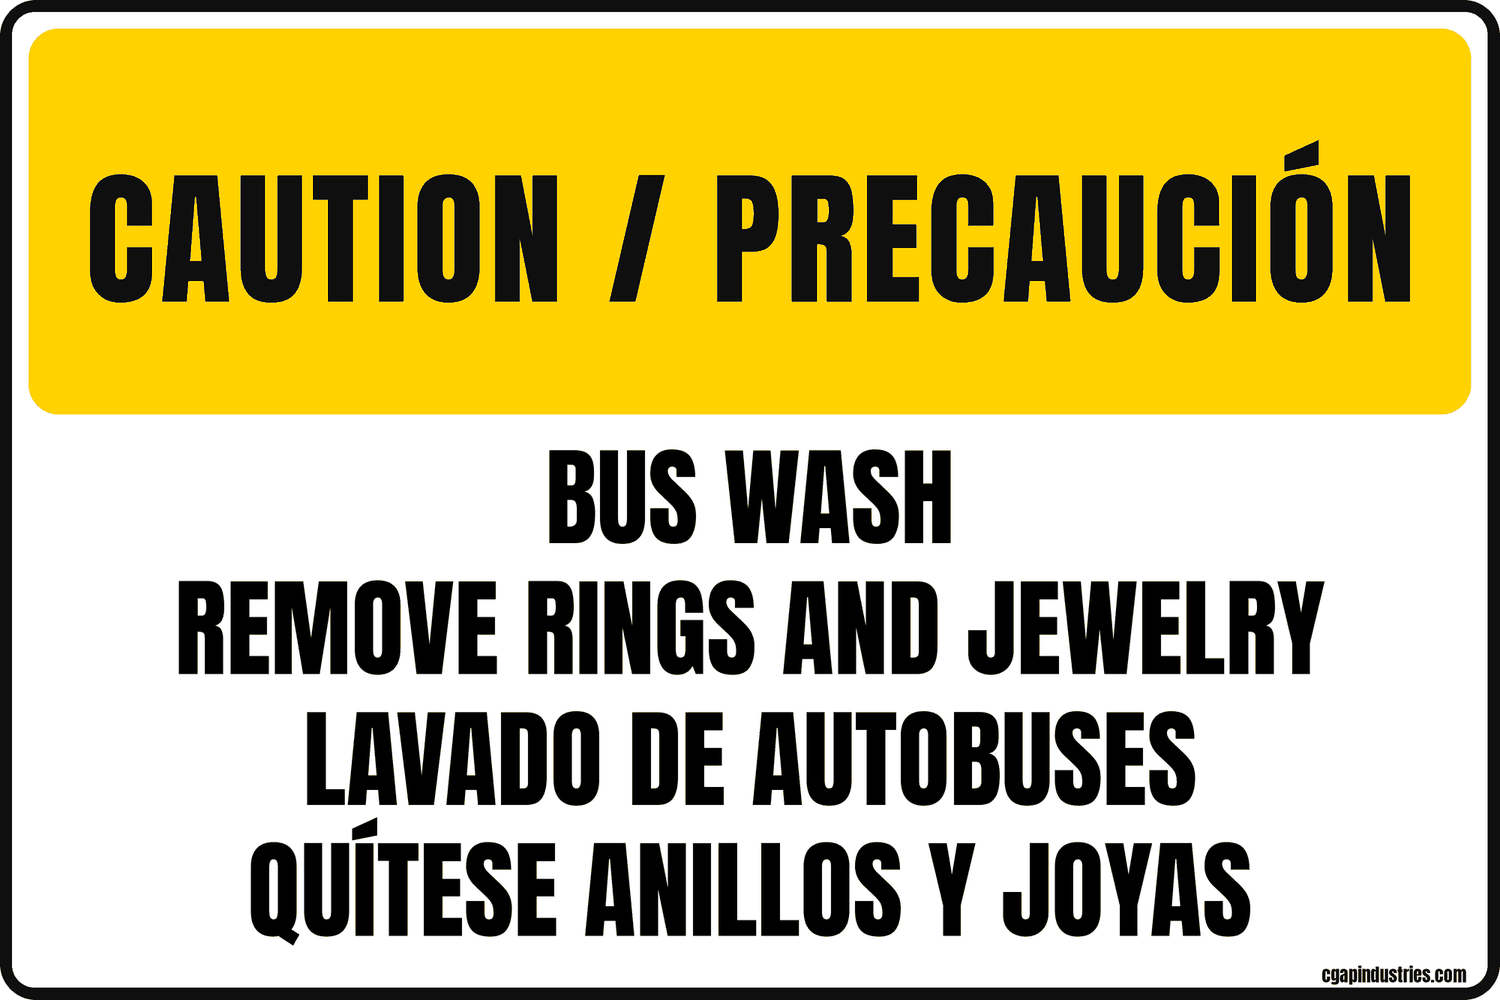 CAUTION / PRECAUCIÓN
BUS WASH
REMOVE RINGS AND JEWELRY
LAVADO DE AUTOBUSES
QUÍTESE ANILLOS Y JOYAS
cgapindustries.com